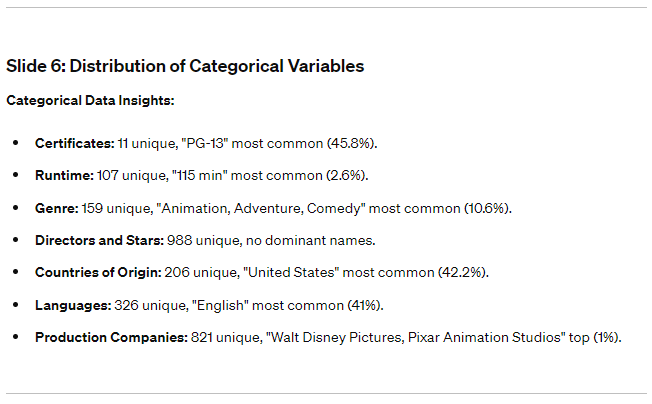 Slide 6: Distribution of Categorical Variables
Categorical Data Insights:
• Certificates: 11 unique, "PG-13" most common (45.8%).
• Runtime: 107 unique, "115 min" most common (2.6%).
• Genre: 159 unique, "Animation, Adventure, Comedy" most common (10.6%).
• Directors and Stars: 988 unique, no dominant names.
• Countries of Origin: 206 unique, "United States" most common (42.2%).
• Languages: 326 unique, "English" most common (41%).
• Production Companies: 821 unique, "Walt Disney Pictures, Pixar Animation Studios" top (1%).